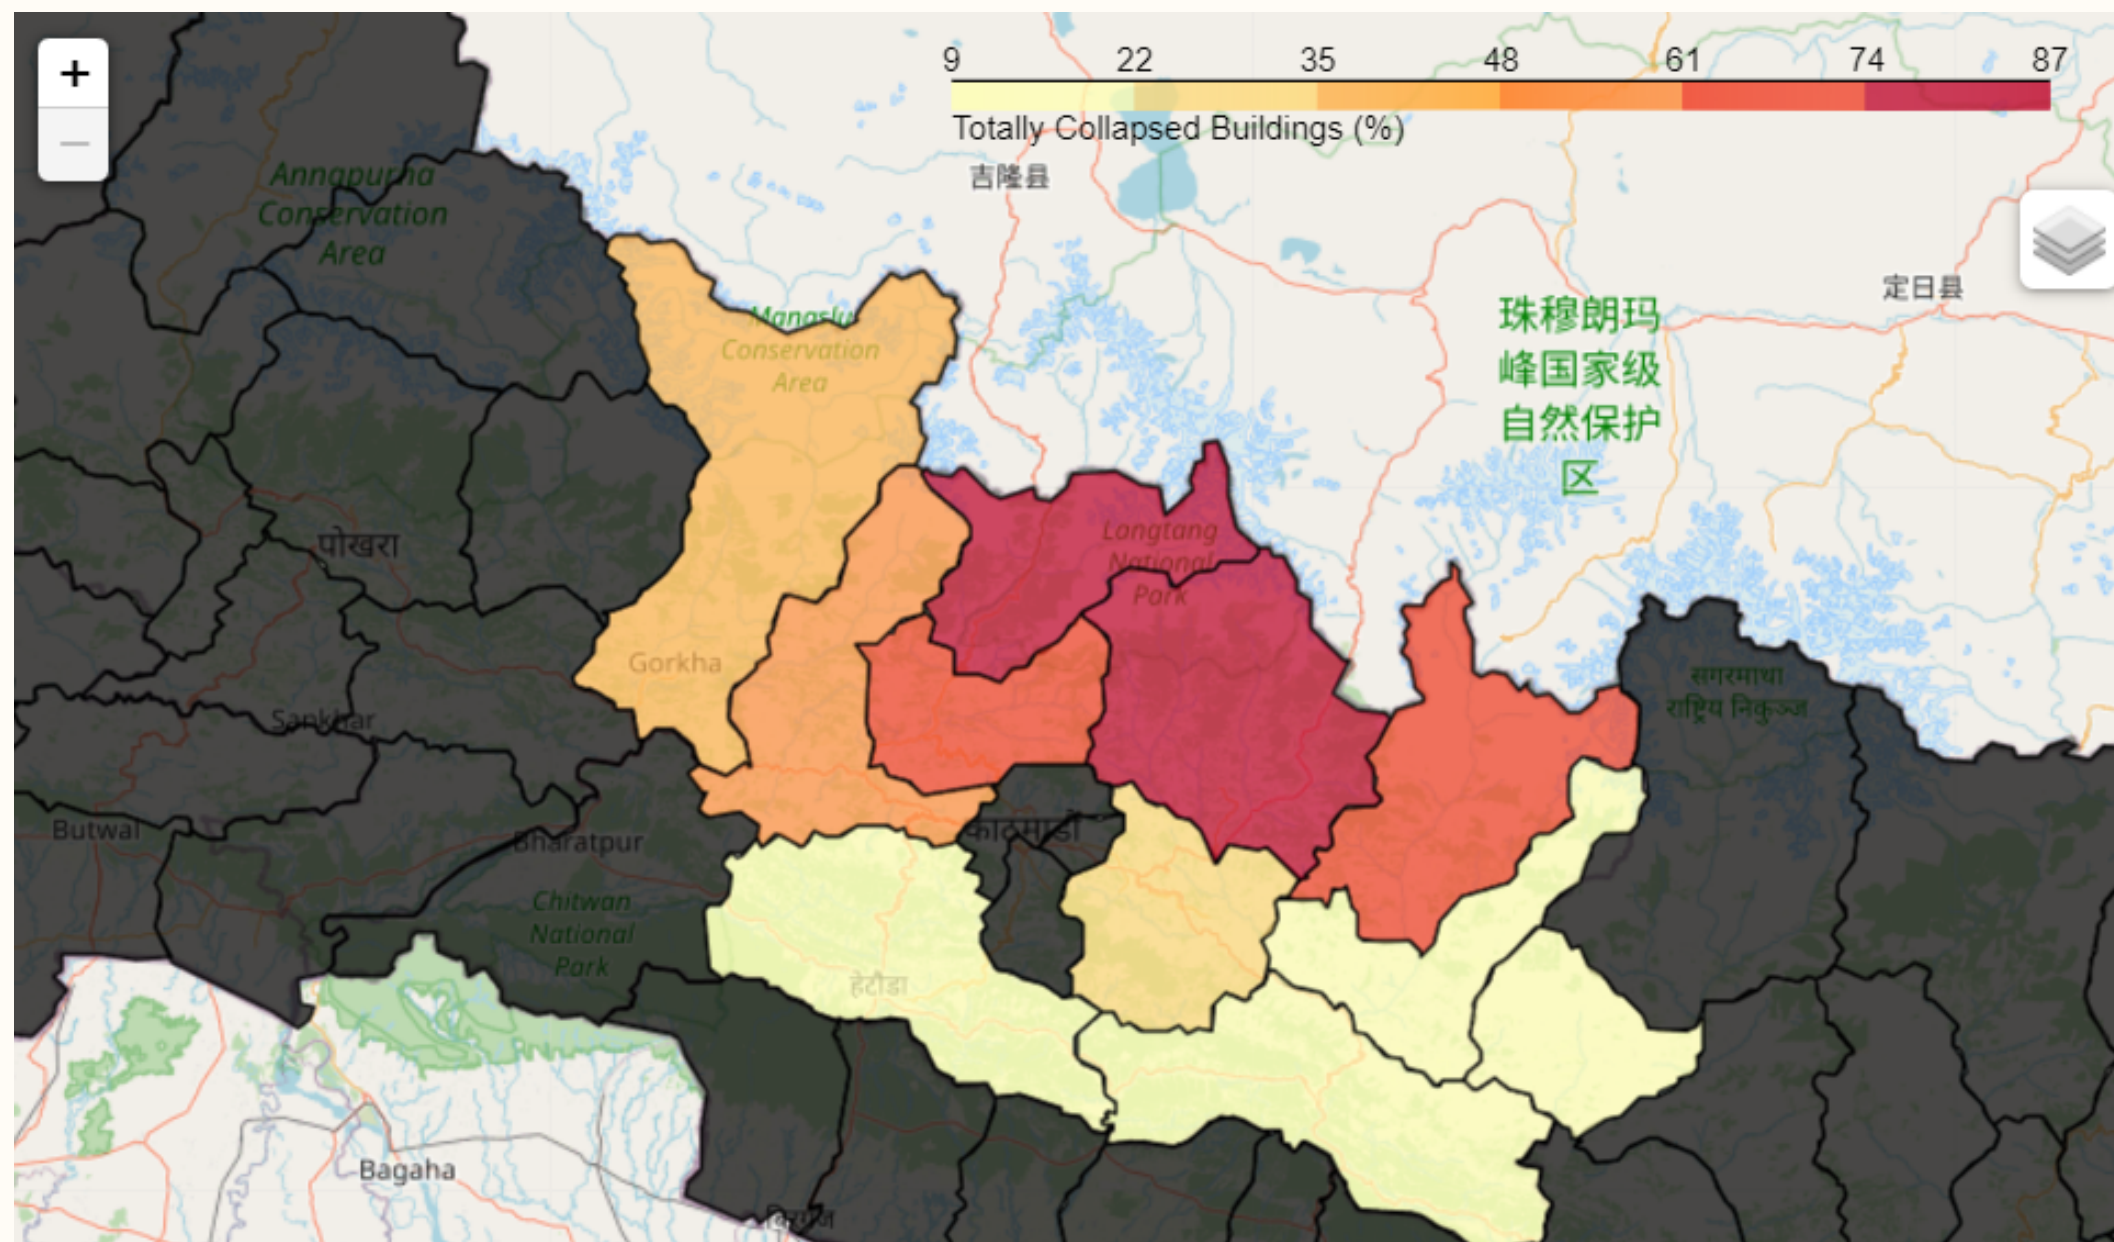 +
−
9 22 35 48 61 74 87
Totally Collapsed Buildings (%)
吉隆县
Annapurna
Conservation
Area
定日县
珠穆朗玛
峰国家级
自然保护
区
Manaslu
Conservation
Area
Langtang
National
Park
पोखरा
Gorkha
सगरमाथा
राष्ट्रिय निकुञ्ज
Sankhar
Butwal
Bharatpur
काठमाडौं
Chitwan
National
Park
हेटौडा
Bagaha
बिरगंज